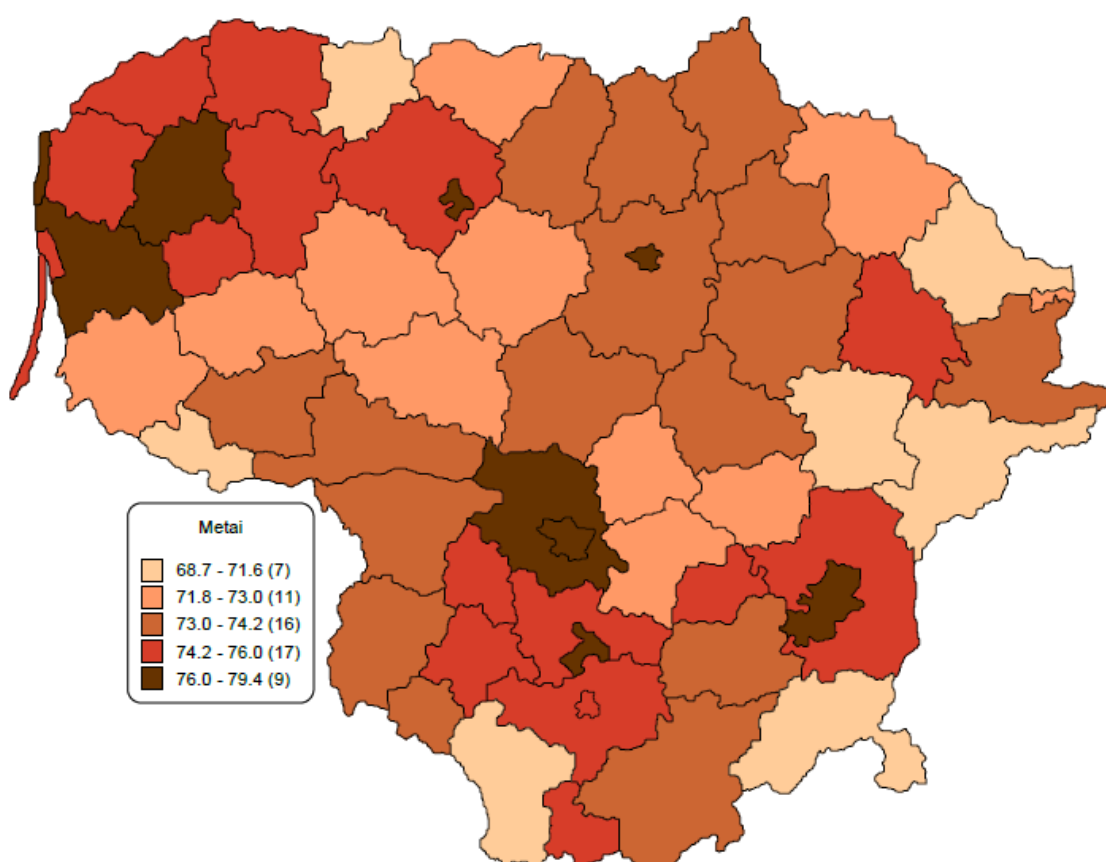 Metai
68.7 - 71.6 (7)
71.8 - 73.0 (11)
73.0 - 74.2 (16)
74.2 - 76.0 (17)
76.0 - 79.4 (9)